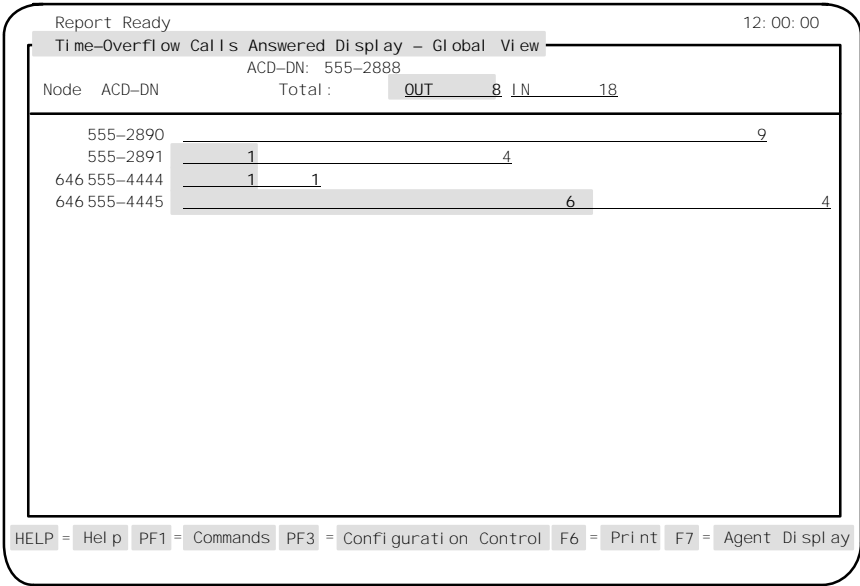 Report Ready 12:00:00
Time–Overflow Calls Answered Display – Global View
ACD–DN: 555–2888
Node ACD–DN Total: OUT 8 IN 18
555–2890 9
555–2891 1 4
646 555–4444 1 1
646 555–4445 6 4
HELP = Help PF1 = Commands PF3 = Configuration Control F6 = Print F7 = Agent Display